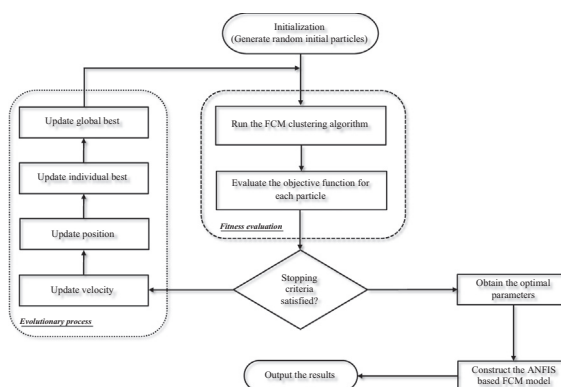 Initialization
(Generate random initial particles)
Update global best
Run the FCM clustering algorithm
Update individual best
Evaluate the objective function for
each particle
Update position
Fitness evaluation
Stopping
criteria
satisfied?
Update velocity
Obtain the optimal
parameters
Evolutionary process
Output the results
Construct the ANFIS
based FCM model